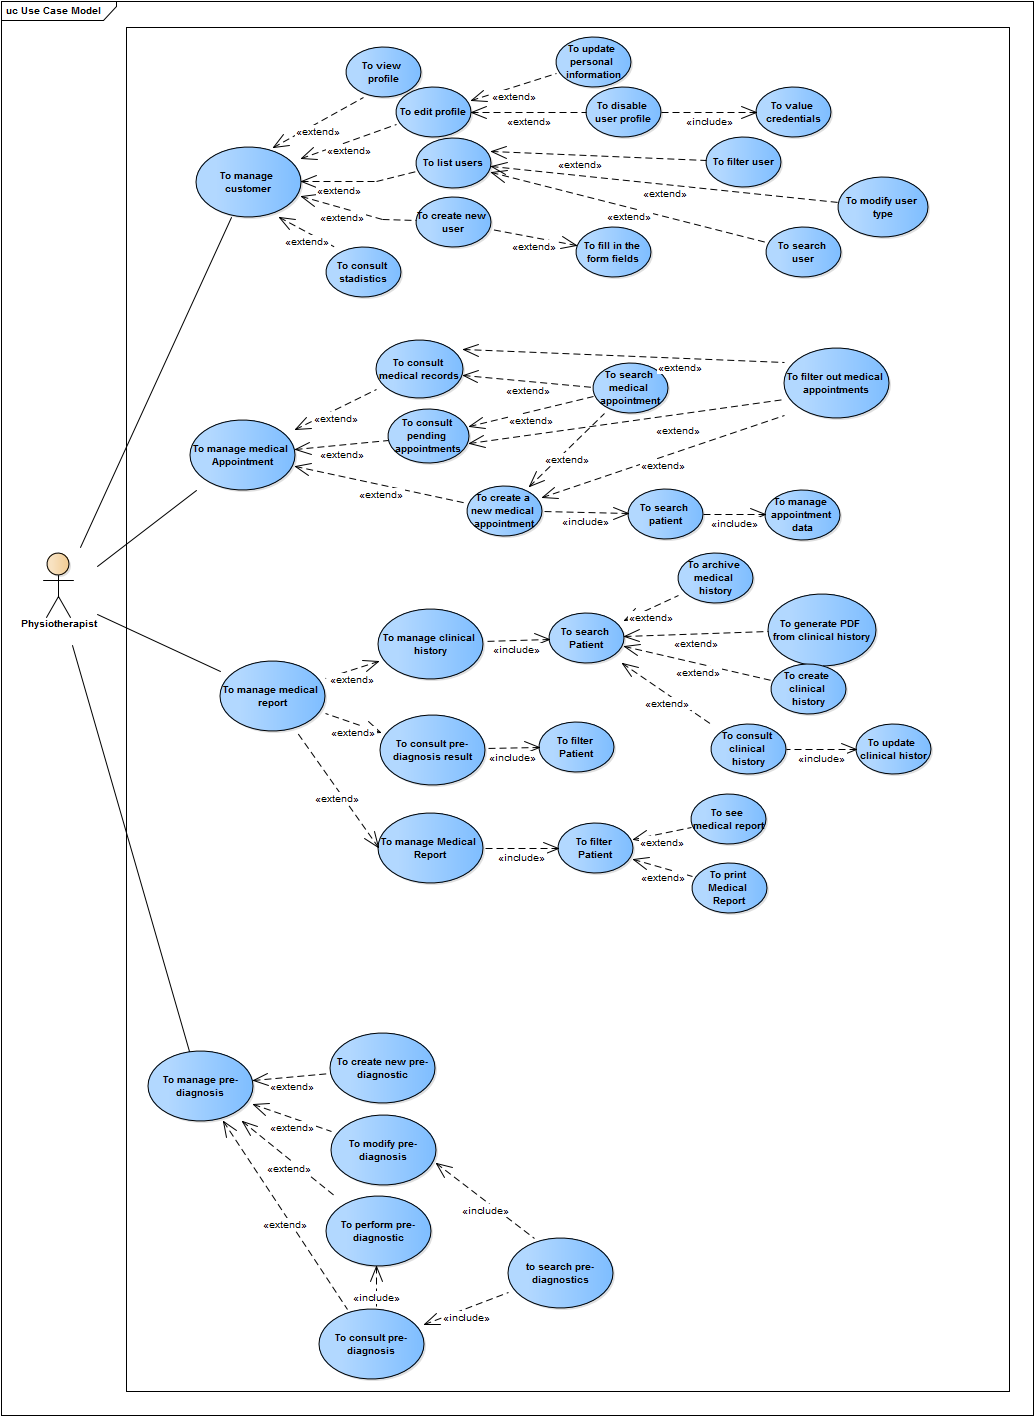 uc Use Case Model
To view
profile
To edit profile
To update
personal
information
To disable
user profile
To value
credentials
«extend»
«extend»
«include»
«extend»
«extend»
To manage
customer
To list users
To filter user
To modify user
type
To search
user
«extend»
«extend»
«extend»
«extend»
To create new
user
To fill in the
form fields
«extend»
«extend»
«extend»
To consult
stadistics
To consult
medical records
To search
medical
appointment
To filter out medical
appointments
«extend»
«extend»
«extend»
To consult
pending
appointments
«extend»
«extend»
To manage medical
Appointment
«extend»
«extend»
«extend»
«extend»
To create a
new medical
appointment
To search
patient
To manage
appointment
data
«include»
«include»
Physiotherapist
To manage clinical
history
To search
Patient
To archive
medical
history
To generate PDF
from clinical history
To create
clinical
history
«include»
«extend»
«extend»
«extend»
«extend»
To manage medical
report
«extend»
«extend»
To consult pre-
diagnosis result
To filter
Patient
«include»
To consult
clinical
history
To update
clinical histor
«include»
«extend»
To manage Medical
Report
To filter
Patient
To see
medical report
«include»
«extend»
«extend»
To print
Medical
Report
To manage pre-
diagnosis
To create new pre-
diagnostic
«extend»
To modify pre-
diagnosis
«extend»
«extend»
To perform pre-
diagnostic
«include»
«extend»
to search pre-
diagnostics
«include»
«include»
To consult pre-
diagnosis